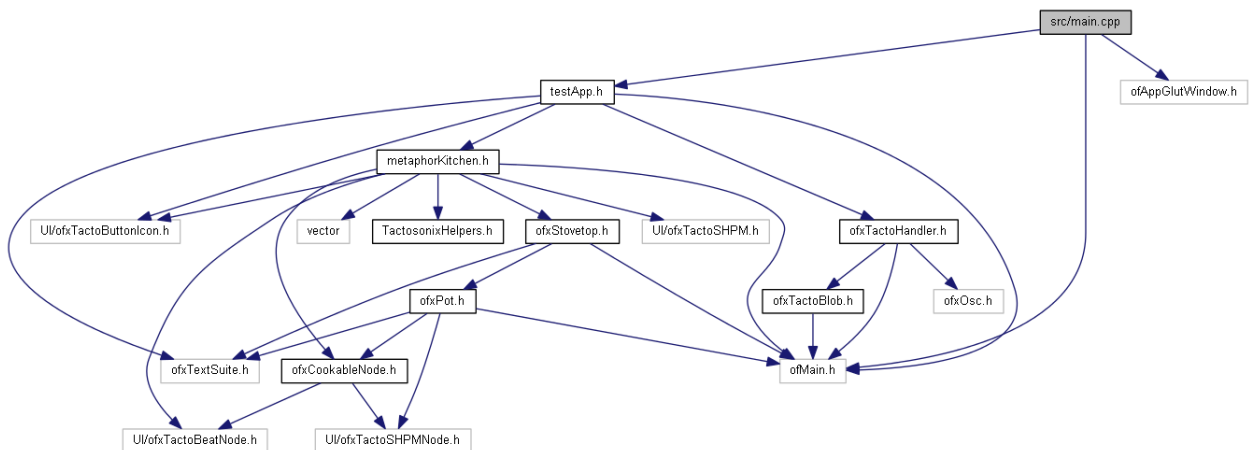 src/main.cpp
testApp.h
ofAppGlutWindow.h
metaphorKitchen.h
UI/ofxTactoButtonIcon.h
vector
TactosonixHelpers.h
ofxStovetop.h
UI/ofxTactoSHPM.h
ofxTactoHandler.h
ofxPot.h
ofxTactoBlob.h
ofxOsc.h
ofxTextSuite.h
ofxCookableNode.h
ofMain.h
UI/ofxTactoBeatNode.h
UI/ofxTactoSHPMNode.h